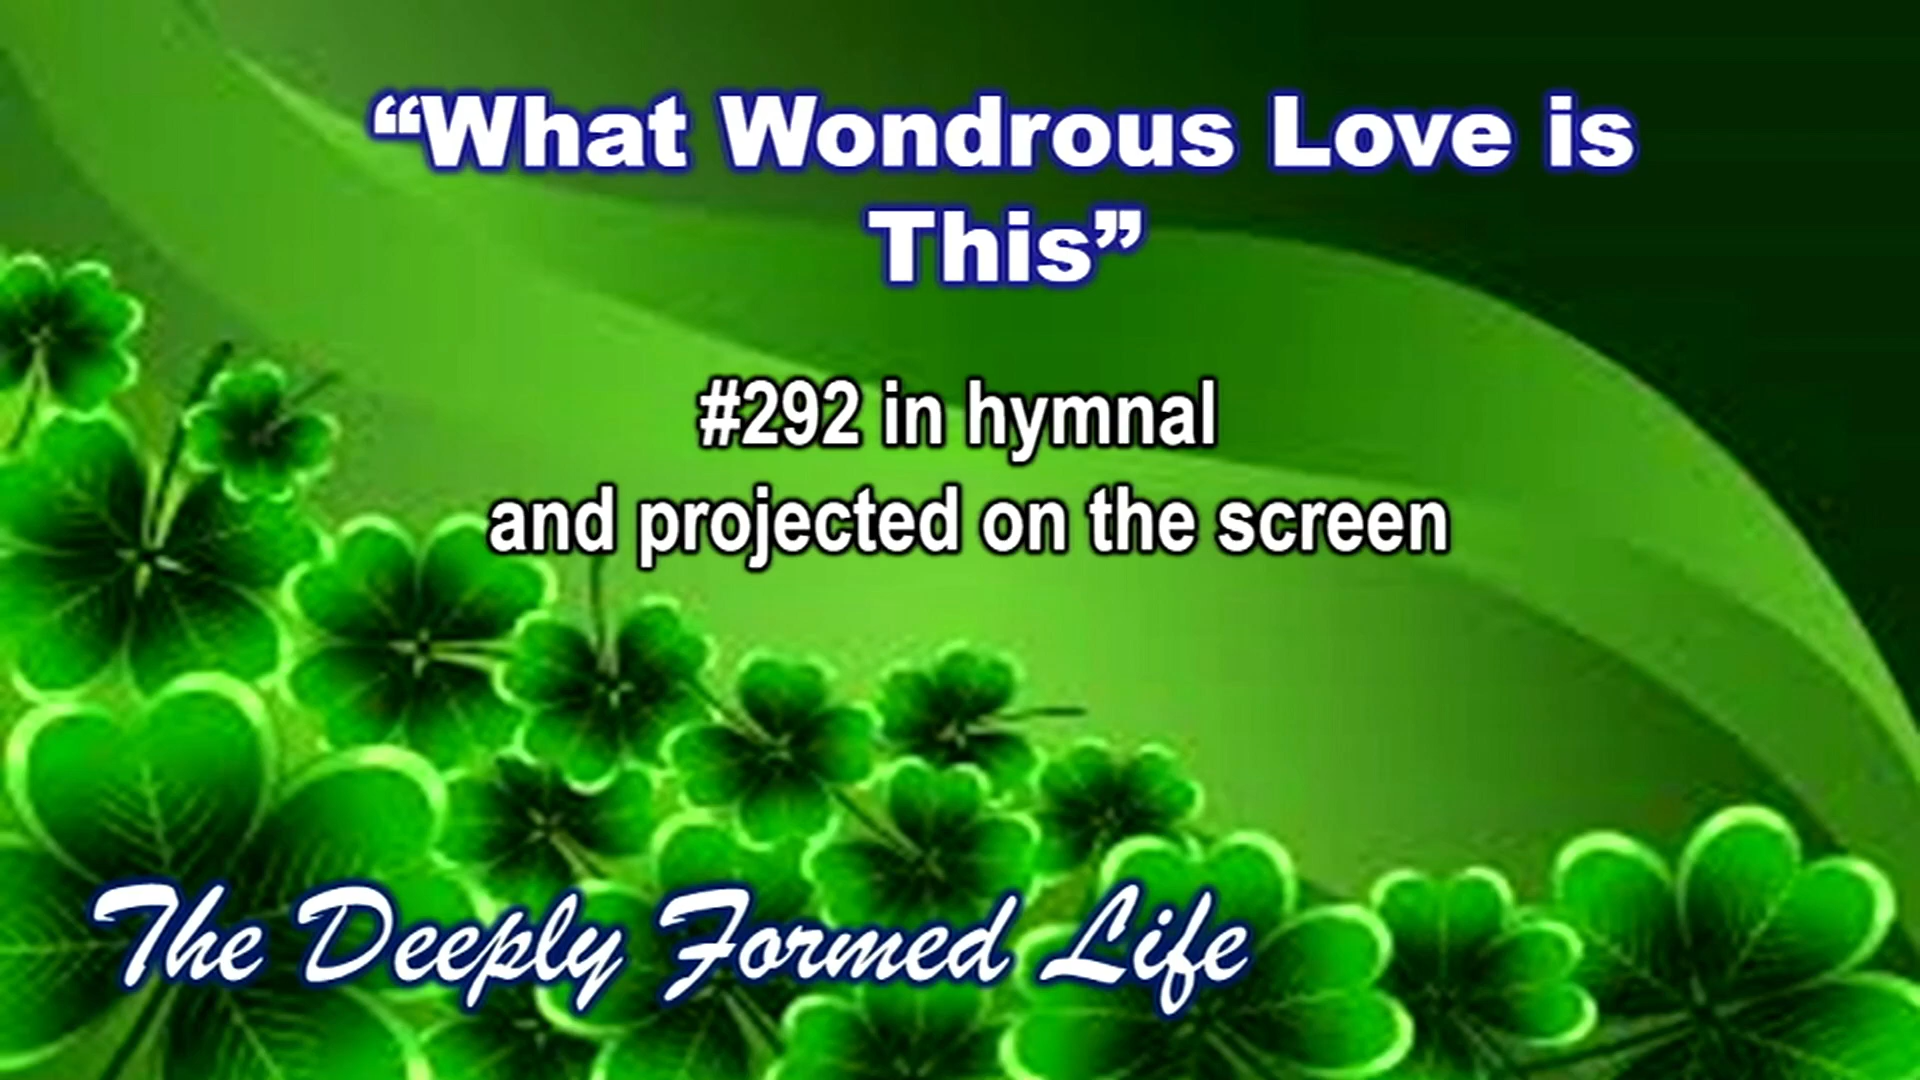 “What Wondrous Love is
This”
#292 in hymnal
and projected on the screen
The Deeply Formed Life